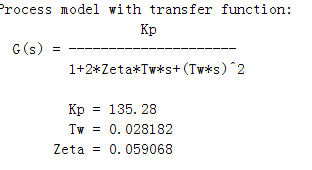 Process model with transfer function:
Kp
G(s) = ---------------------
1+2*Zeta*Tw*s+(Tw*s)^2
Kp = 135.28
Tw = 0.028182
Zeta = 0.059068